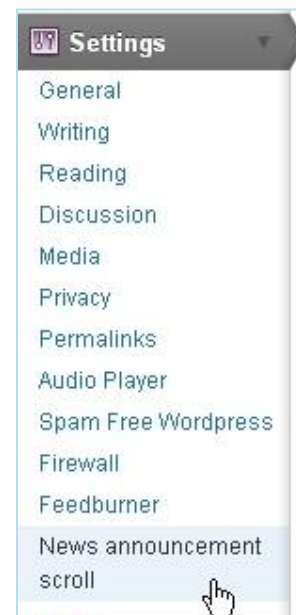 Settings
General
Writing
Reading
Discussion
Media
Privacy
Permalinks
Audio Player
Spam Free Wordpress
Firewall
Feedburner
News announcement
scroll